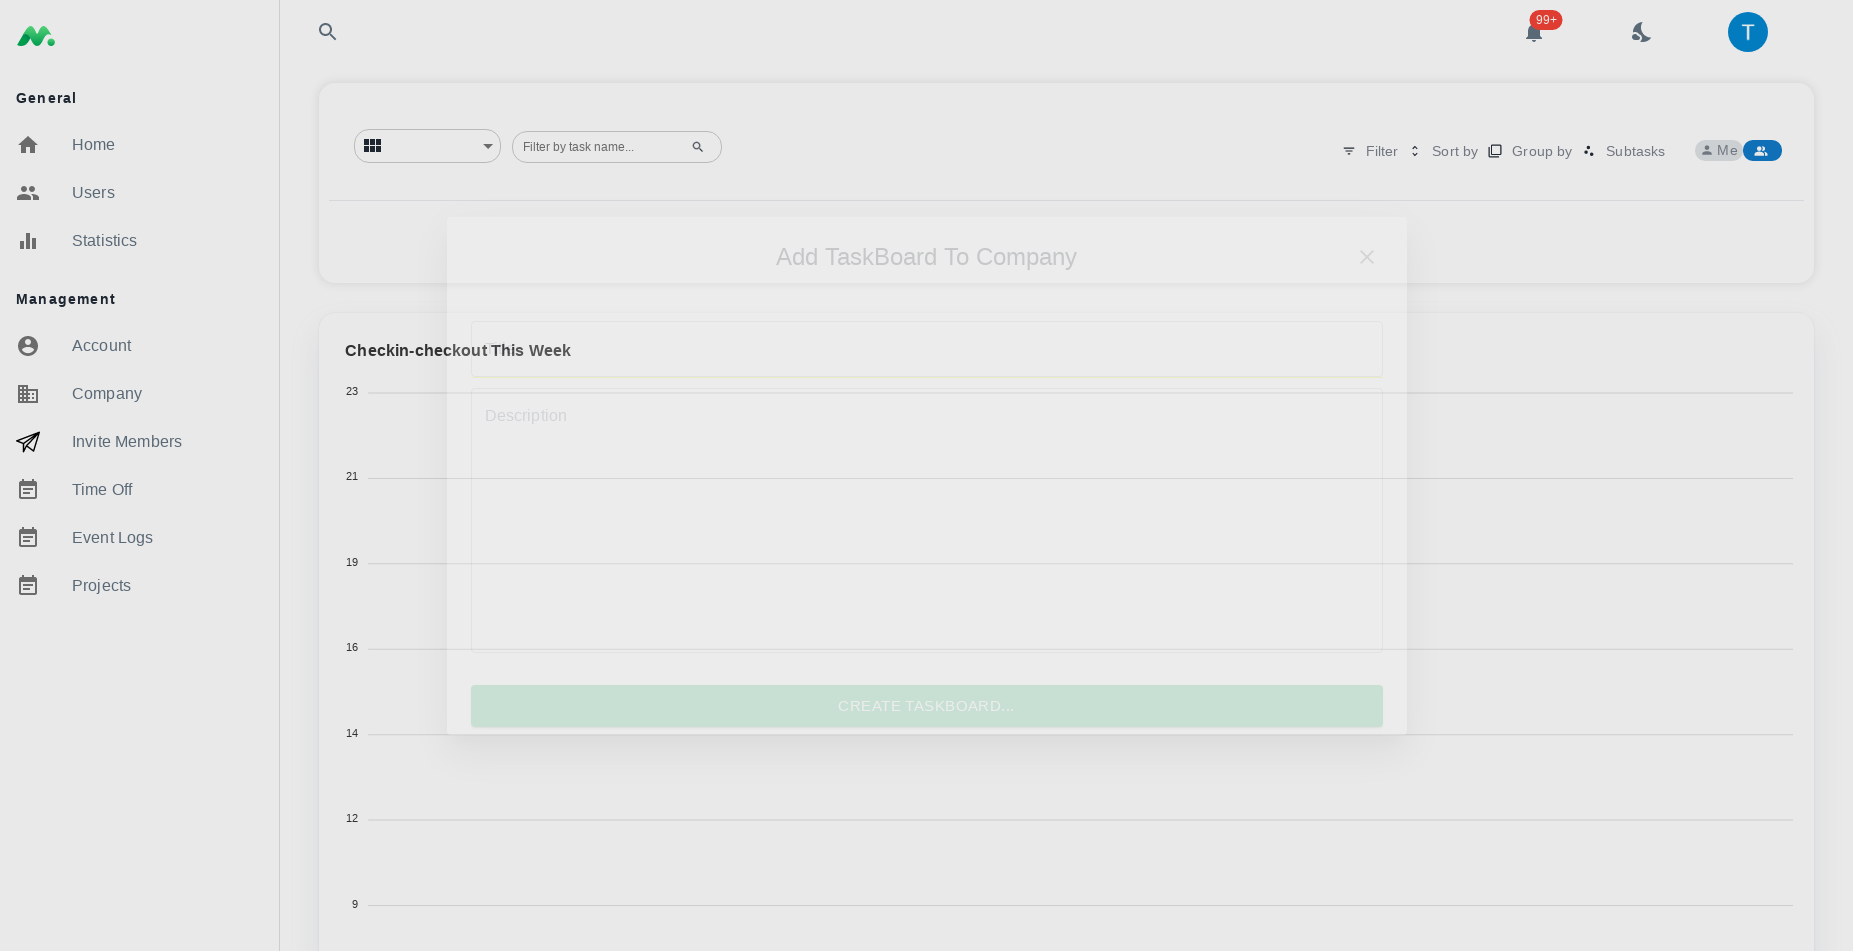 99+
T
General
Home
Users
Statistics
Management
Account
Company
Invite Members
Time Off
Event Logs
Projects
Filter by task name...
Filter
Sort by
Group by
Subtasks
Me
Add TaskBoard To Company
Checkin-checkout This Week
Description
CREATE TASKBOARD...
23
21
19
16
14
12
9